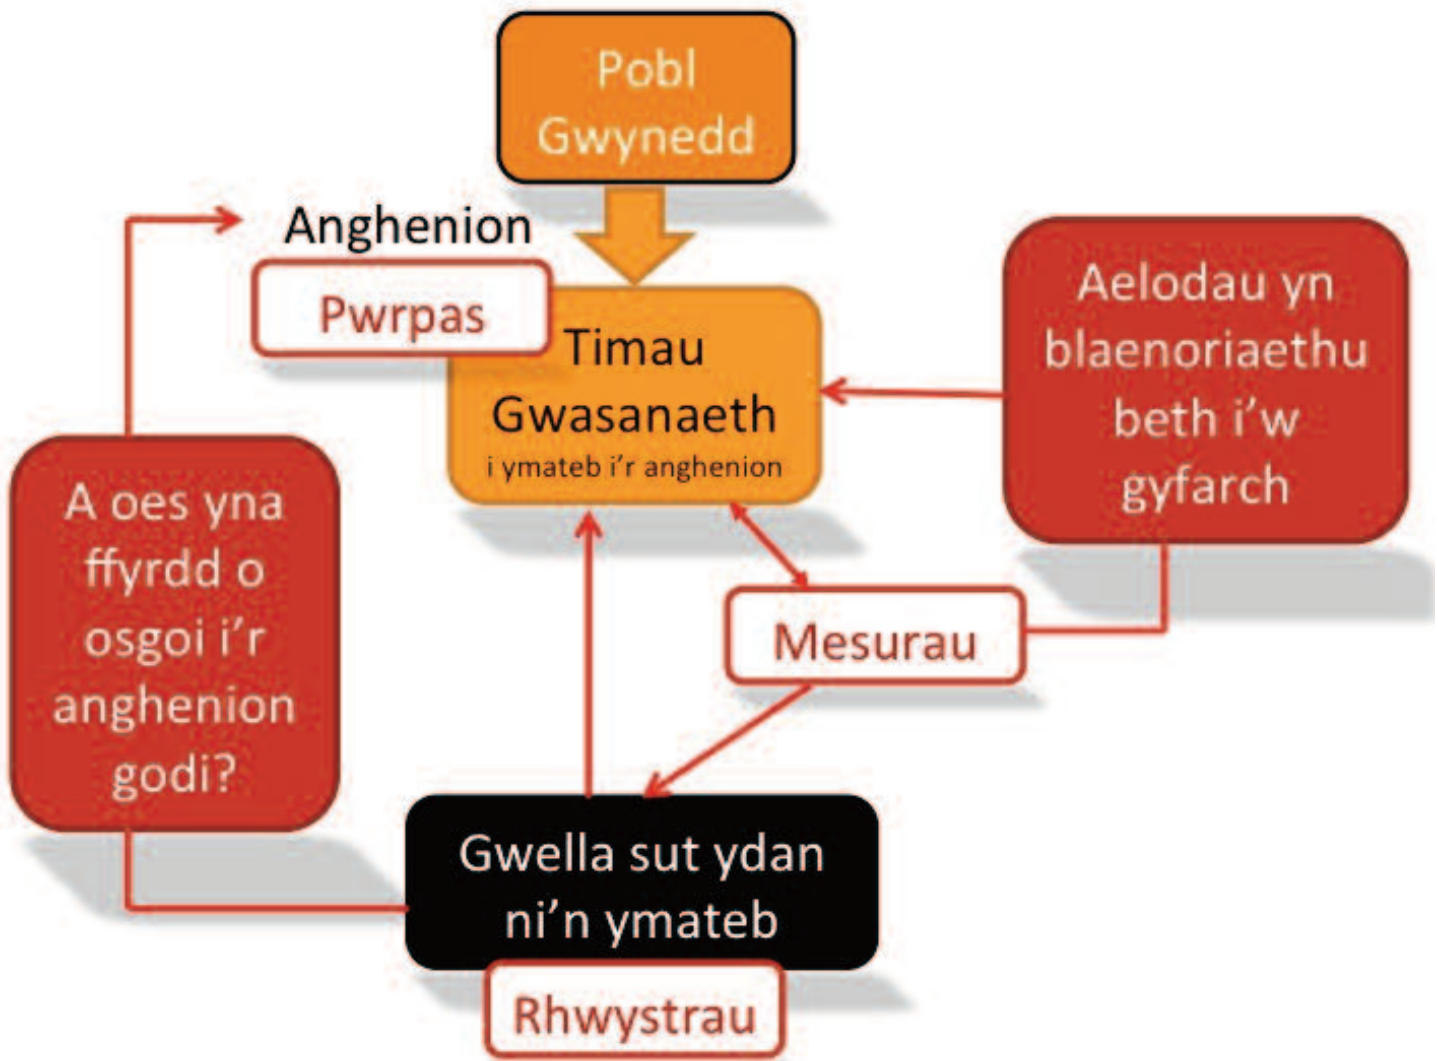 Pobl
Gwynedd
Anghenion
Pwrpas
Timau
Gwasanaeth
i ymateb i'r anghenion
Aelodau yn
blaenoriaethu
beth i'w
gyfarch
A oes yna
ffyrdd o
osgoi i'r
anghenion
godi?
Mesurau
Gwella sut ydan
ni'n ymateb
Rhwystrau